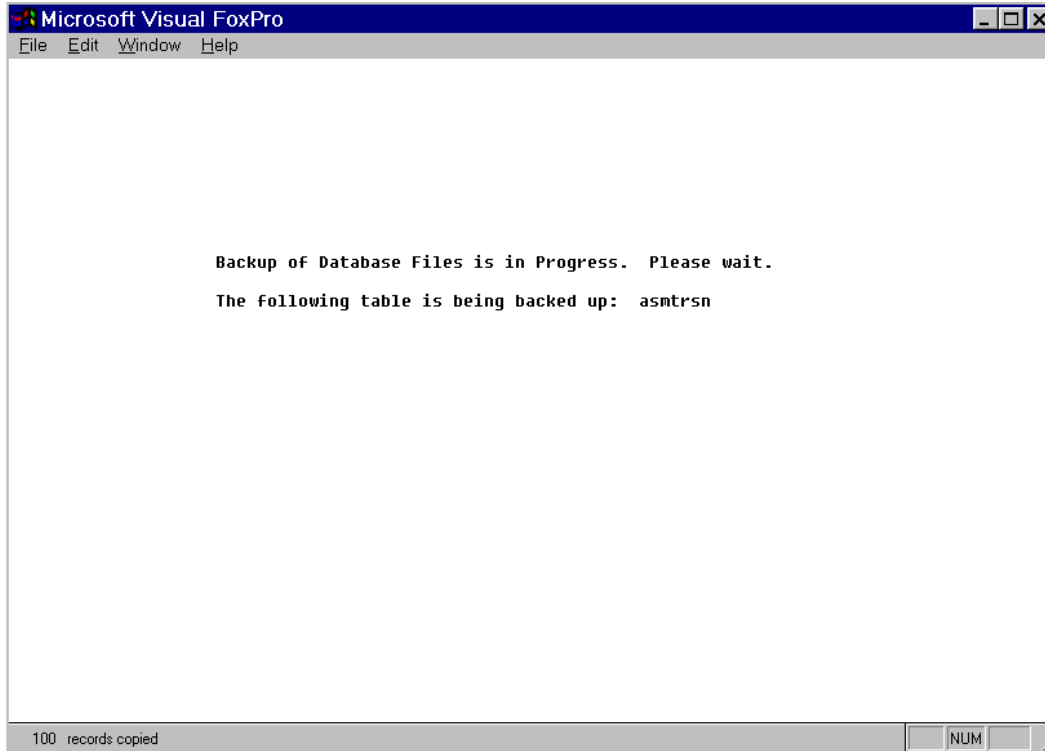 Microsoft Visual FoxPro
File Edit Window Help
Backup of Database Files is in Progress.  Please wait.
The following table is being backed up:  asmtrsn
100 records copied NUM